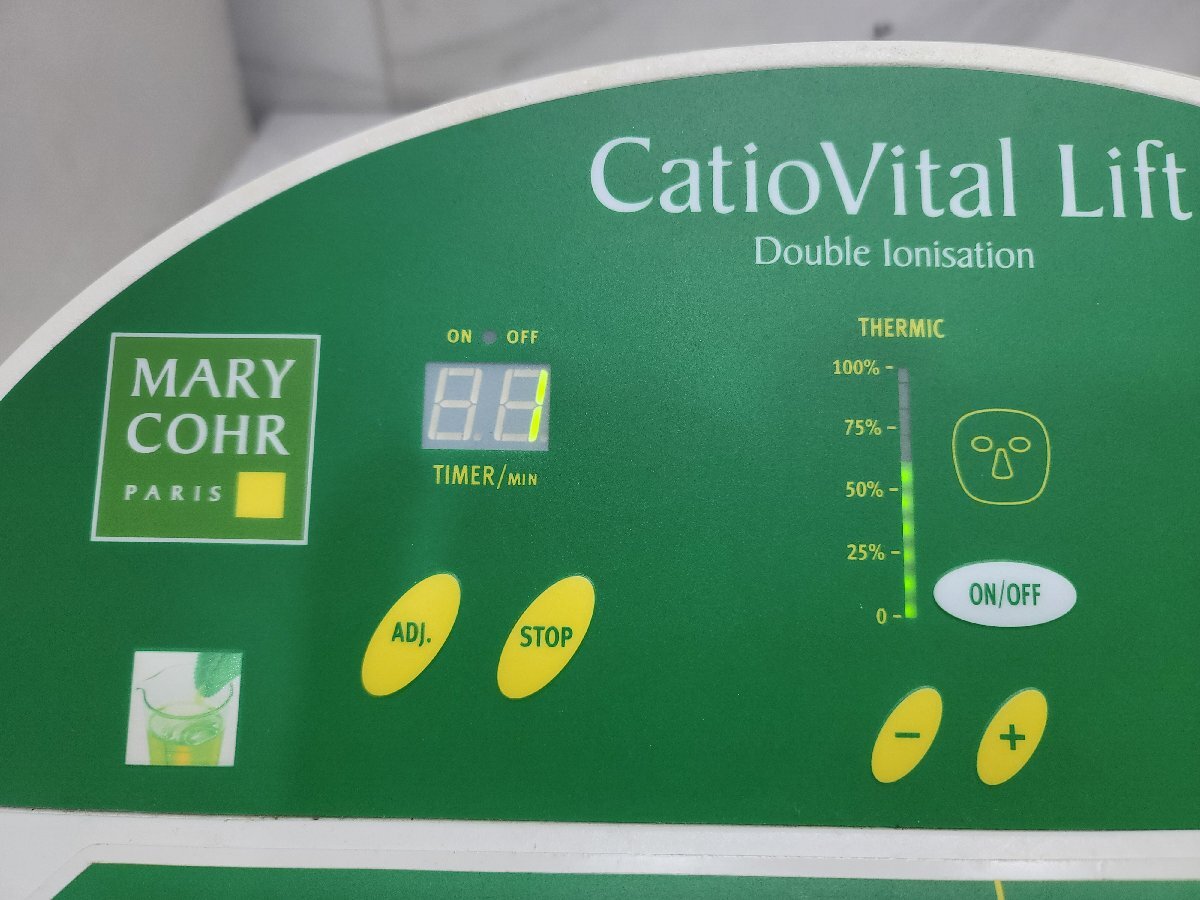 CatioVital Lift
Double Ionisation
MARY
COHR
PARIS
ON OFF
1
TIMER/MIN
ADJ.
STOP
THERMIC
100% -
75% -
50% -
25% -
0 -
ON/OFF
-
+